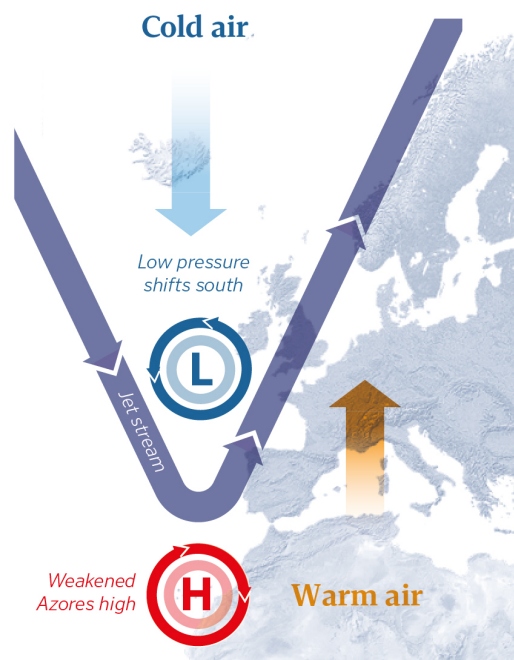 Cold air.
Low pressure
shifts south
L
Jet stream
Weakened
Azores high
H
Warm air